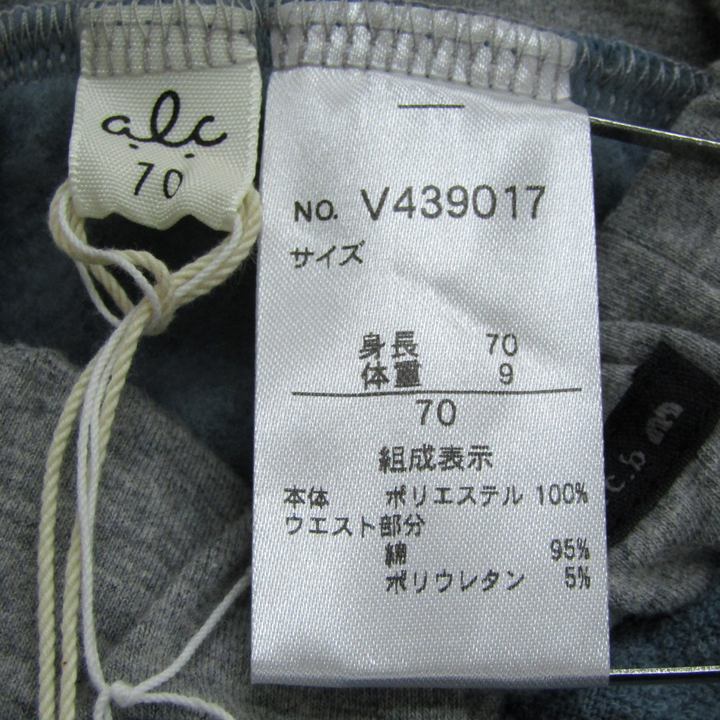 alc
70
NO. V439017
サイズ
身長 70
体重 9
70
組成表示
本体 ポリエステル 100%
ウエスト部分
綿 95%
ポリウレタン 5%